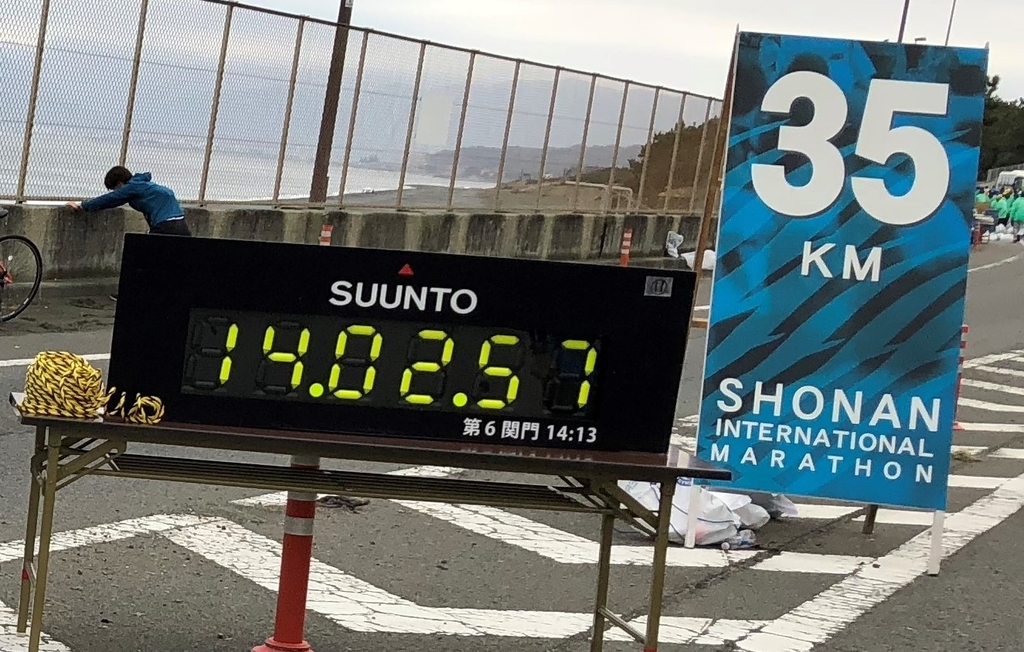 SUUNTO
14.02.57
第6関門 14:13
35
KM
SHONAN
INTERNATIONAL
MARATHON